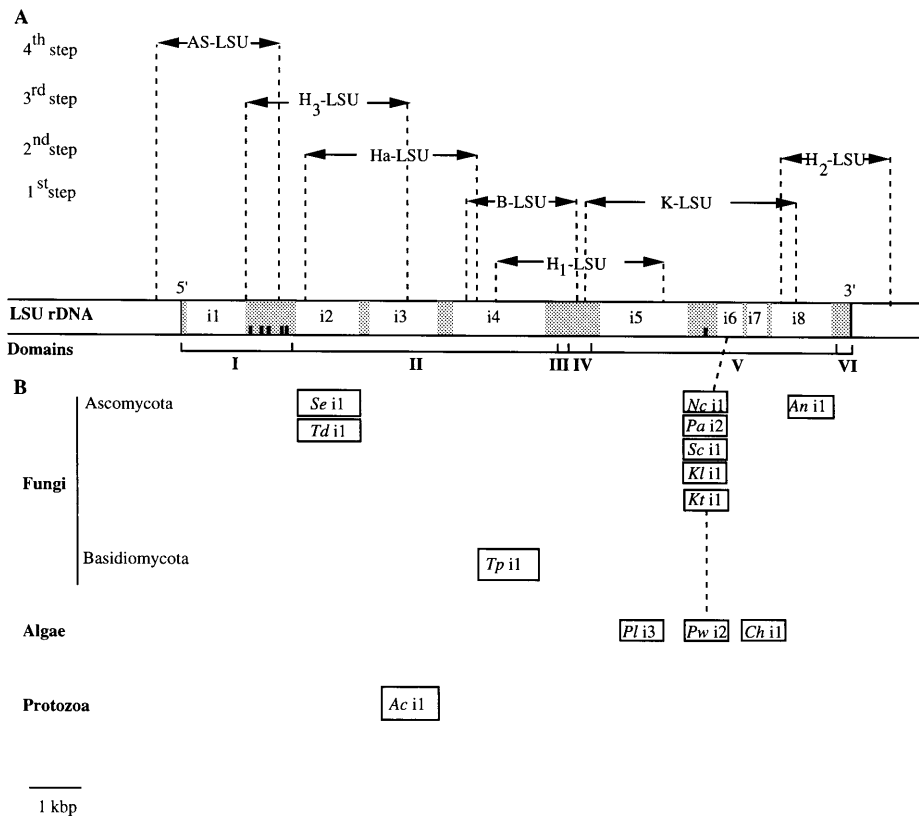 A
4th step
AS-LSU
3rd step
H3-LSU
2nd step
Ha-LSU
H2-LSU
1st step
B-LSU
K-LSU
H1-LSU
5'
3'
LSU rDNA
i1
i2
i3
i4
i5
i6
i7
i8
Domains
I
II
III
IV
V
VI
B
Ascomycota
Se i1
Nc i1
An i1
Td i1
Pa i2
Sc i1
Kl i1
Fungi
Kt i1
Basidiomycota
Tp i1
Algae
Pl i3
Pw i2
Ch i1
Protozoa
Ac i1
1 kbp